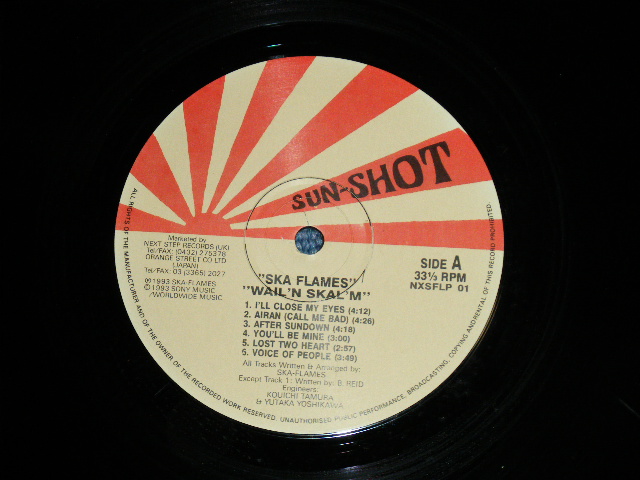 SUN-SHOT
Marketed by
NEXT STEP RECORDS (UK)
Tel/FAX: (0432) 275378
ORANGE STREET CO LTD
(JAPAN)
Tel/FAX: 03 (3365) 2027
℗1993 SKA-FLAMES
©1993 SONY MUSIC
/WORLDWIDE MUSIC
SIDE A
33⅓ RPM
NXSFLP 01
"SKA FLAMES"
"WAIL'N SKAL'M"
1. I'LL CLOSE MY EYES (4:12)
2. AIRAN (CALL ME BAD) (4:26)
3. AFTER SUNDOWN (4:18)
4. YOU'LL BE MINE (3:00)
5. LOST TWO HEART (2:57)
6. VOICE OF PEOPLE (3:49)
All Tracks Written & Arranged by:
SKA-FLAMES
Except Track 1: Written by: B. REID
Engineers:
KOUICHI TAMURA
& YUTAKA YOSHIKAWA
ALL RIGHTS OF THE MANUFACTURER AND OF THE OWNER OF THE RECORDED WORK RESERVED. UNAUTHORISED PUBLIC PERFORMANCE, BROADCASTING, COPYING AND RENTAL OF THIS RECORD PROHIBITED.